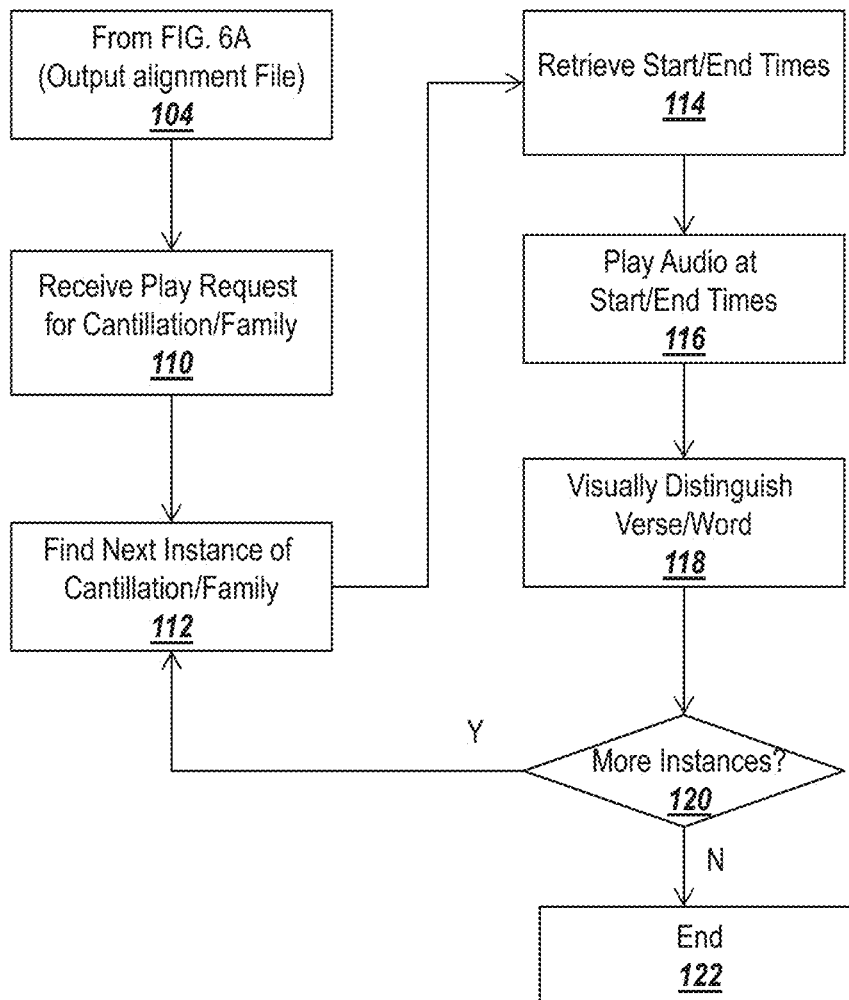 From FIG. 6A
(Output alignment File)
104
Receive Play Request
for Cantillation/Family
110
Find Next Instance of
Cantillation/Family
112
Retrieve Start/End Times
114
Play Audio at
Start/End Times
116
Visually Distinguish
Verse/Word
118
More Instances?
120
Y
N
End
122